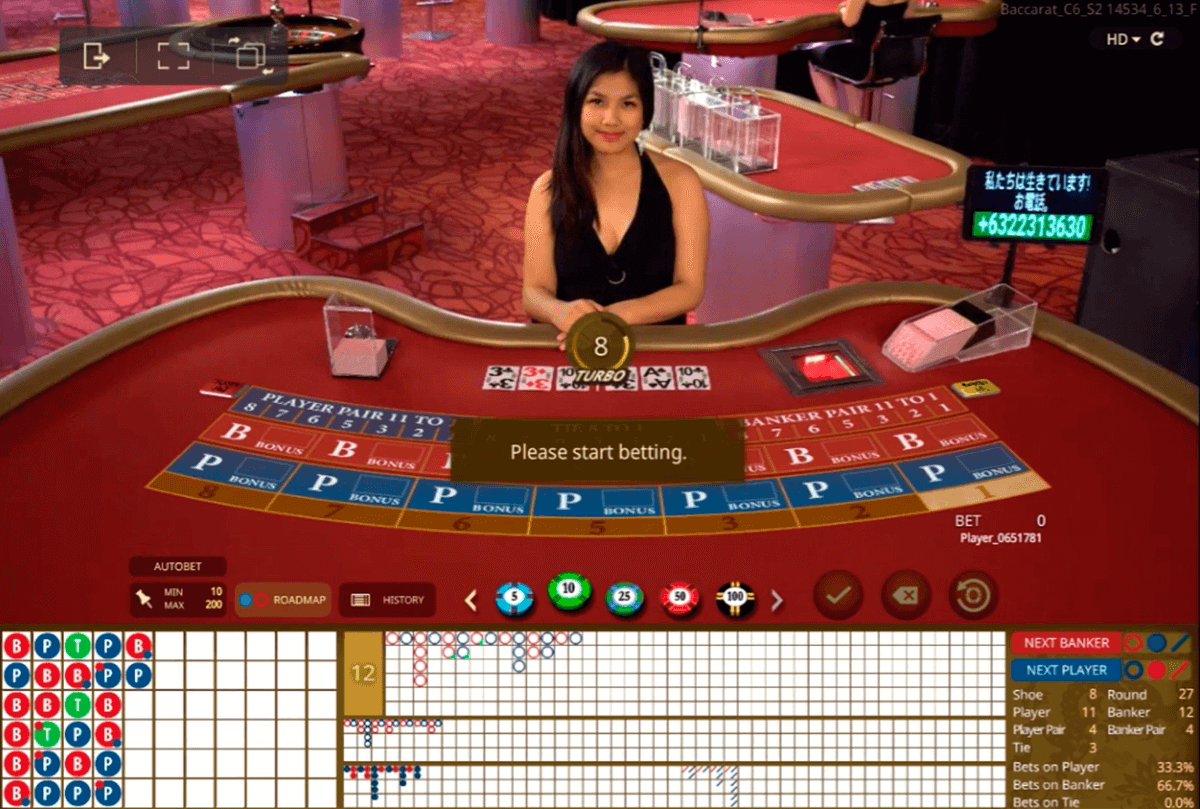 Baccarat_C6_S2 14534_6_13_F
HD
私たちは生きています!
お電話。
+6322313630
8
TURBO
PLAYER PAIR 11 TO 1
8 7 6 5 3 2 1
BANKER PAIR 11 TO 1
7 6 5 3 2 1
B BONUS B BONUS B BONUS B BONUS
Please start betting.
P BONUS P BONUS P BONUS P BONUS P BONUS P BONUS P BONUS
8 7 6 5 3 2 1
BET 0
Player_0651781
AUTOBET
MIN 10
MAX 200
ROADMAP
HISTORY
5 10 25 50 100
B P T P B
P B B P P
B B T B
B T P B
B P B P
B P P P
12
NEXT BANKER
NEXT PLAYER
Shoe 8 Round 27
Player 11 Banker 12
Player Pair 4 Banker Pair 4
Tie 3
Bets on Player 33.3%
Bets on Banker 66.7%
Bets on Tie 0.0%